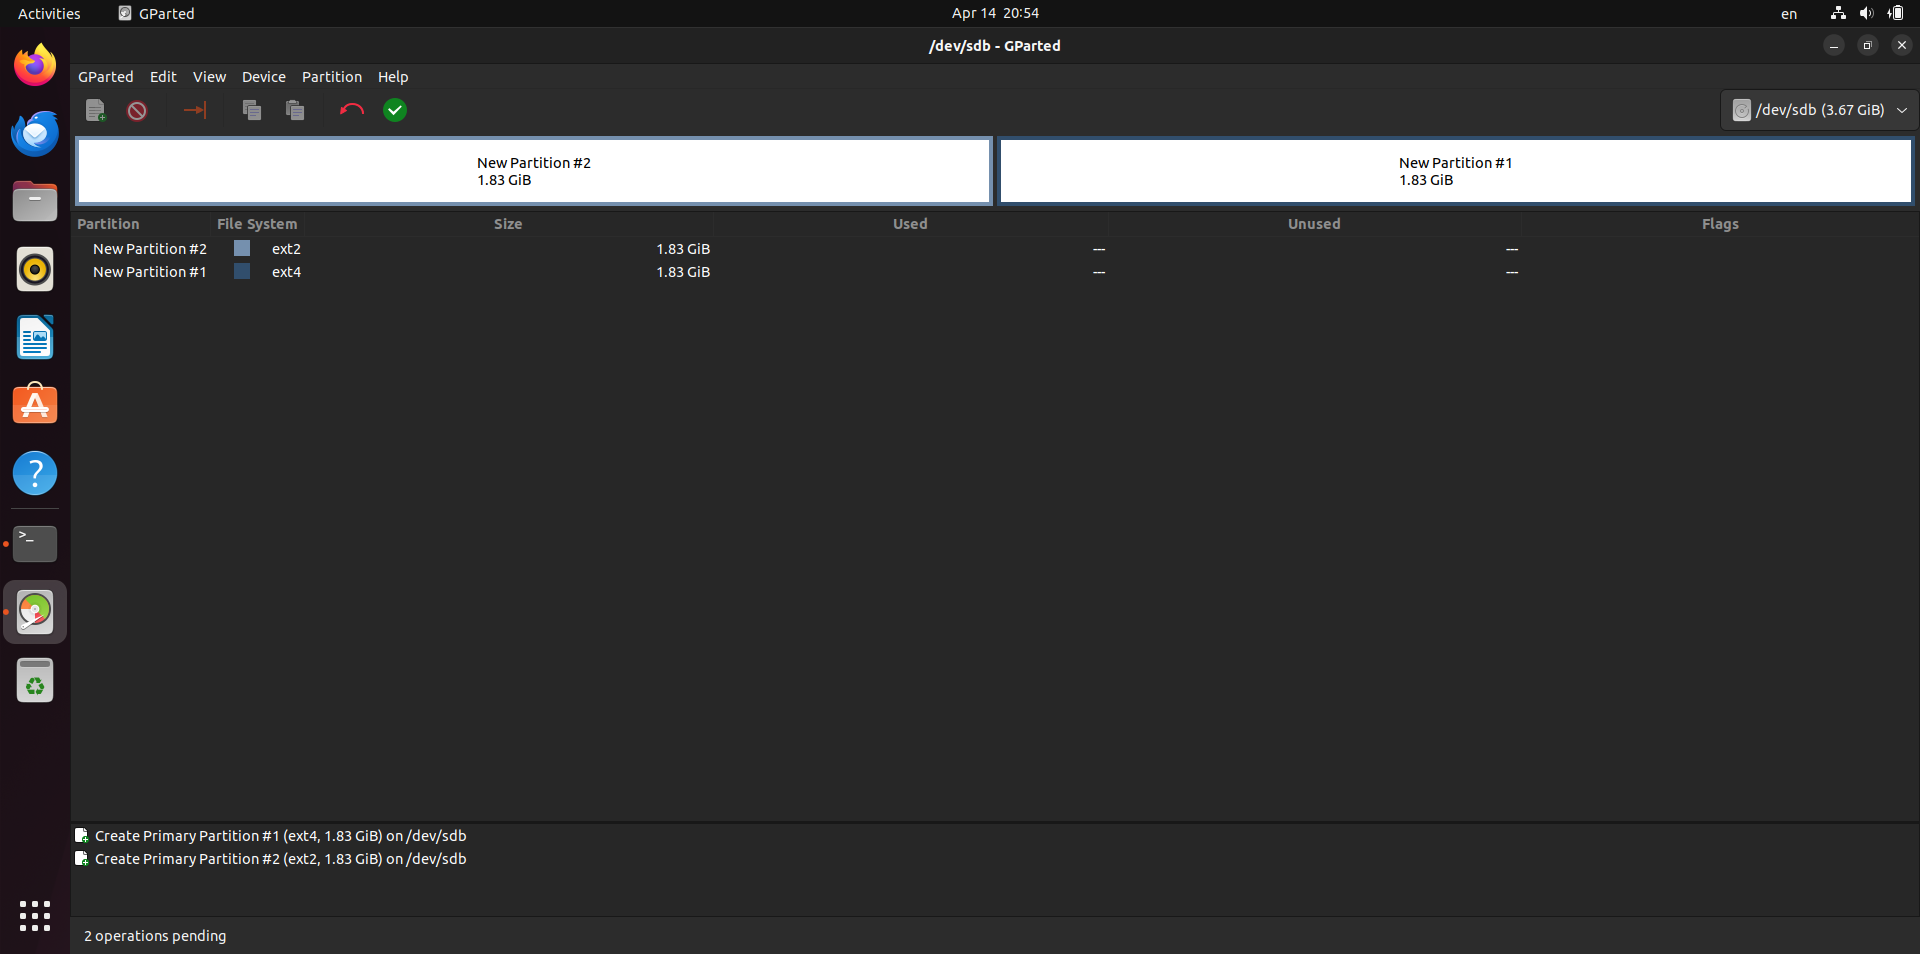 Activities GParted Apr 14 20:54 en
/dev/sdb - GParted
GParted Edit View Device Partition Help
/dev/sdb (3.67 GiB)
New Partition #2 New Partition #1
1.83 GiB 1.83 GiB
Partition File System Size Used Unused Flags
New Partition #2 ext2 1.83 GiB --- ---
New Partition #1 ext4 1.83 GiB --- ---
Create Primary Partition #1 (ext4, 1.83 GiB) on /dev/sdb
Create Primary Partition #2 (ext2, 1.83 GiB) on /dev/sdb
2 operations pending